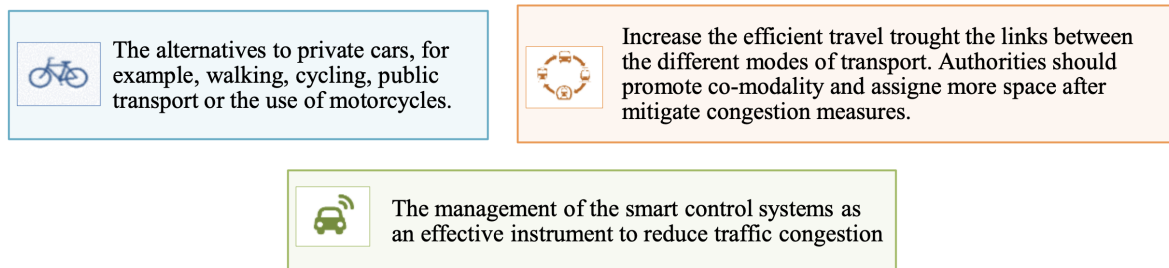 The alternatives to private cars, for
example, walking, cycling, public
transport or the use of motorcycles.
Increase the efficient travel trought the links between
the different modes of transport. Authorities should
promote co-modality and assigne more space after
mitigate congestion measures.
The management of the smart control systems as
an effective instrument to reduce traffic congestion